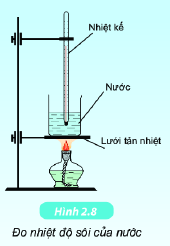 Nhiệt kế
Nước
Lưới tản nhiệt
Hình 2.8
Đo nhiệt độ sôi của nước